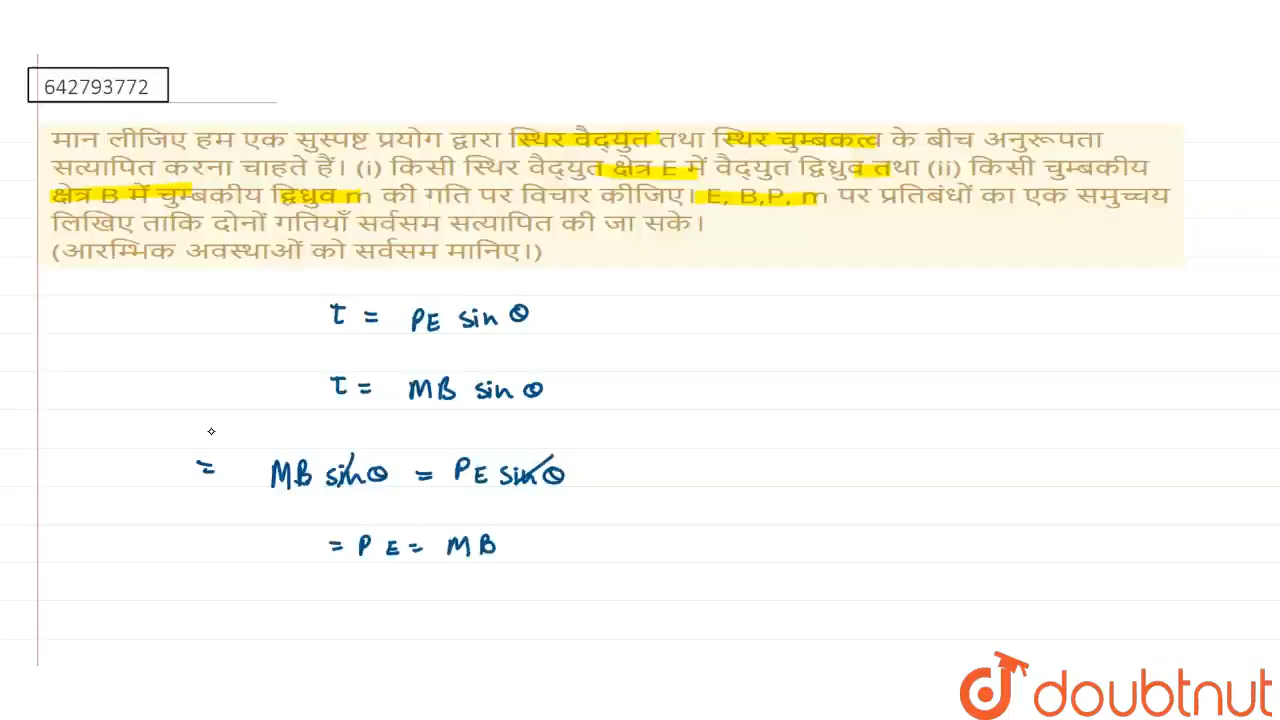 642793772
मान लीजिए हम एक सुस्पष्ट प्रयोग द्वारा स्थिर वैद्युत तथा स्थिर चुम्बकत्व के बीच अनुरूपता
सत्यापित करना चाहते हैं। (i) किसी स्थिर वैद्युत क्षेत्र E में वैद्युत द्विध्रुव तथा (ii) किसी चुम्बकीय
क्षेत्र B में चुम्बकीय द्विध्रुव m की गति पर विचार कीजिए। E, B,P, m पर प्रतिबंधों का एक समुच्चय
लिखिए ताकि दोनों गतियाँ सर्वसम सत्यापित की जा सके।
(आरम्भिक अवस्थाओं को सर्वसम मानिए।)
τ = PE sin θ
τ = MB sin θ
= MB sin θ = PE sin θ
= PE = MB
doubtnut